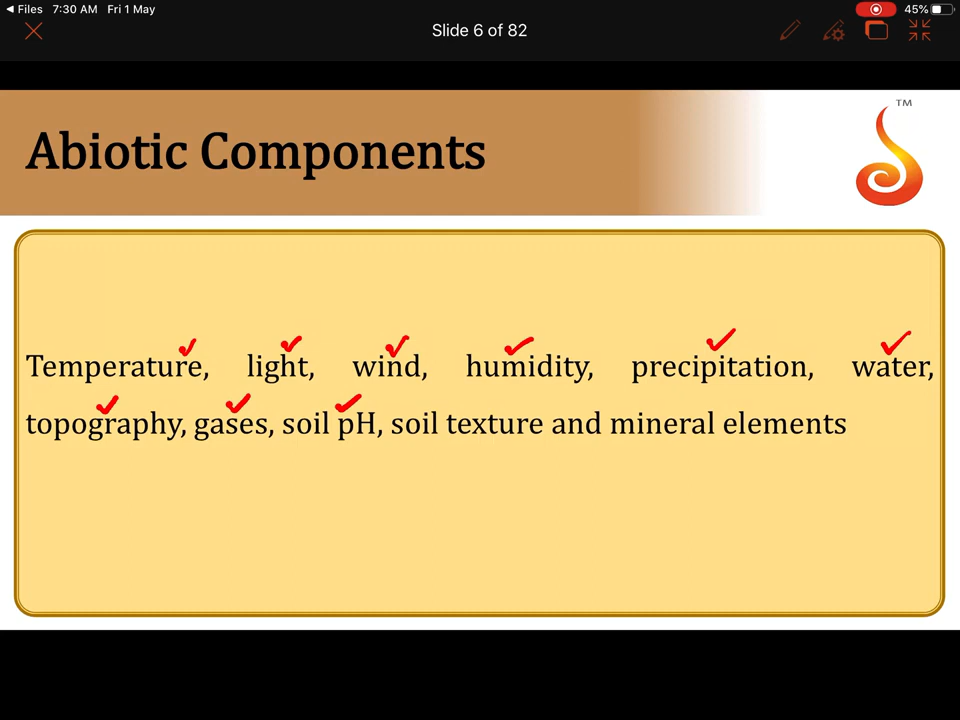 ◀ Files 7:30 AM Fri 1 May 45%
Slide 6 of 82
TM
Abiotic Components
Temperature, light, wind, humidity, precipitation, water,
topography, gases, soil pH, soil texture and mineral elements